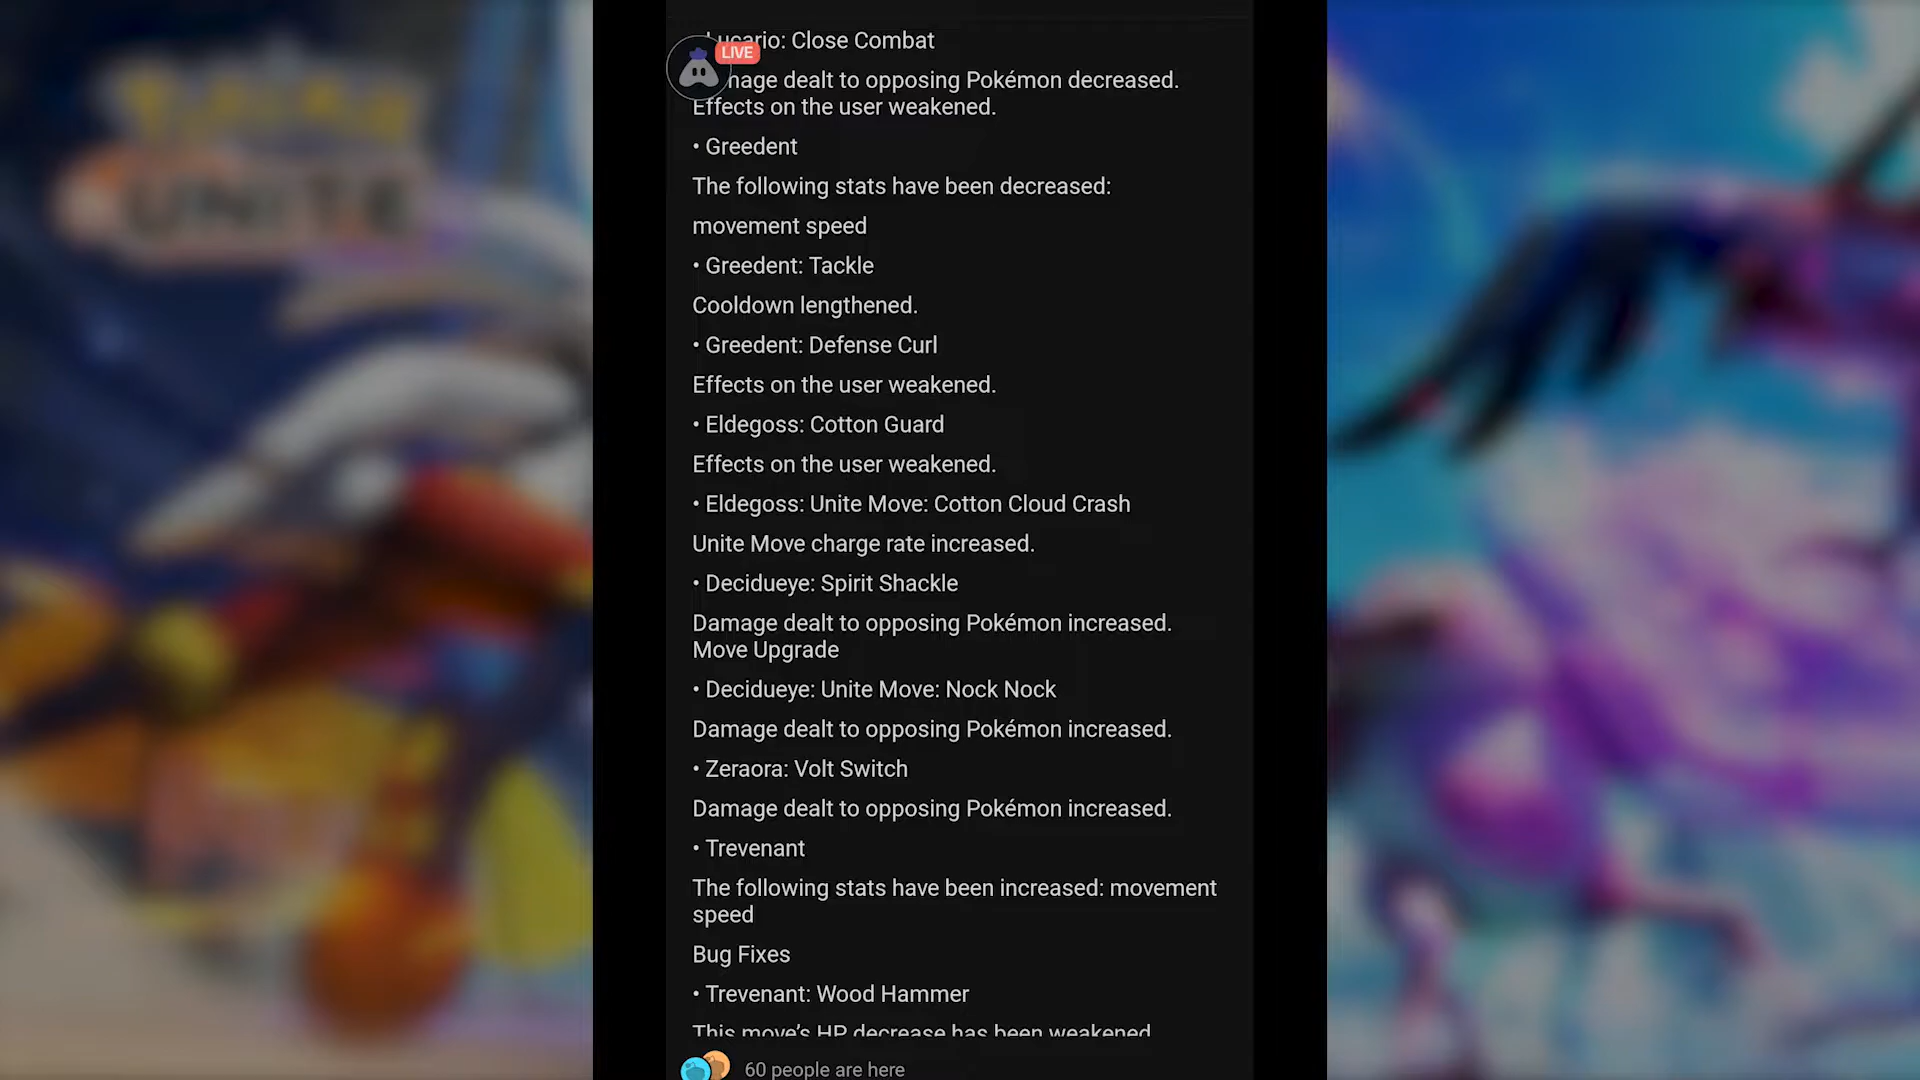 Lucario: Close Combat
LIVE
Damage dealt to opposing Pokémon decreased.
Effects on the user weakened.
• Greedent
The following stats have been decreased:
movement speed
• Greedent: Tackle
Cooldown lengthened.
• Greedent: Defense Curl
Effects on the user weakened.
• Eldegoss: Cotton Guard
Effects on the user weakened.
• Eldegoss: Unite Move: Cotton Cloud Crash
Unite Move charge rate increased.
• Decidueye: Spirit Shackle
Damage dealt to opposing Pokémon increased.
Move Upgrade
• Decidueye: Unite Move: Nock Nock
Damage dealt to opposing Pokémon increased.
• Zeraora: Volt Switch
Damage dealt to opposing Pokémon increased.
• Trevenant
The following stats have been increased: movement
speed
Bug Fixes
• Trevenant: Wood Hammer
This move’s HP decrease has been weakened
60 people are here
UNITE